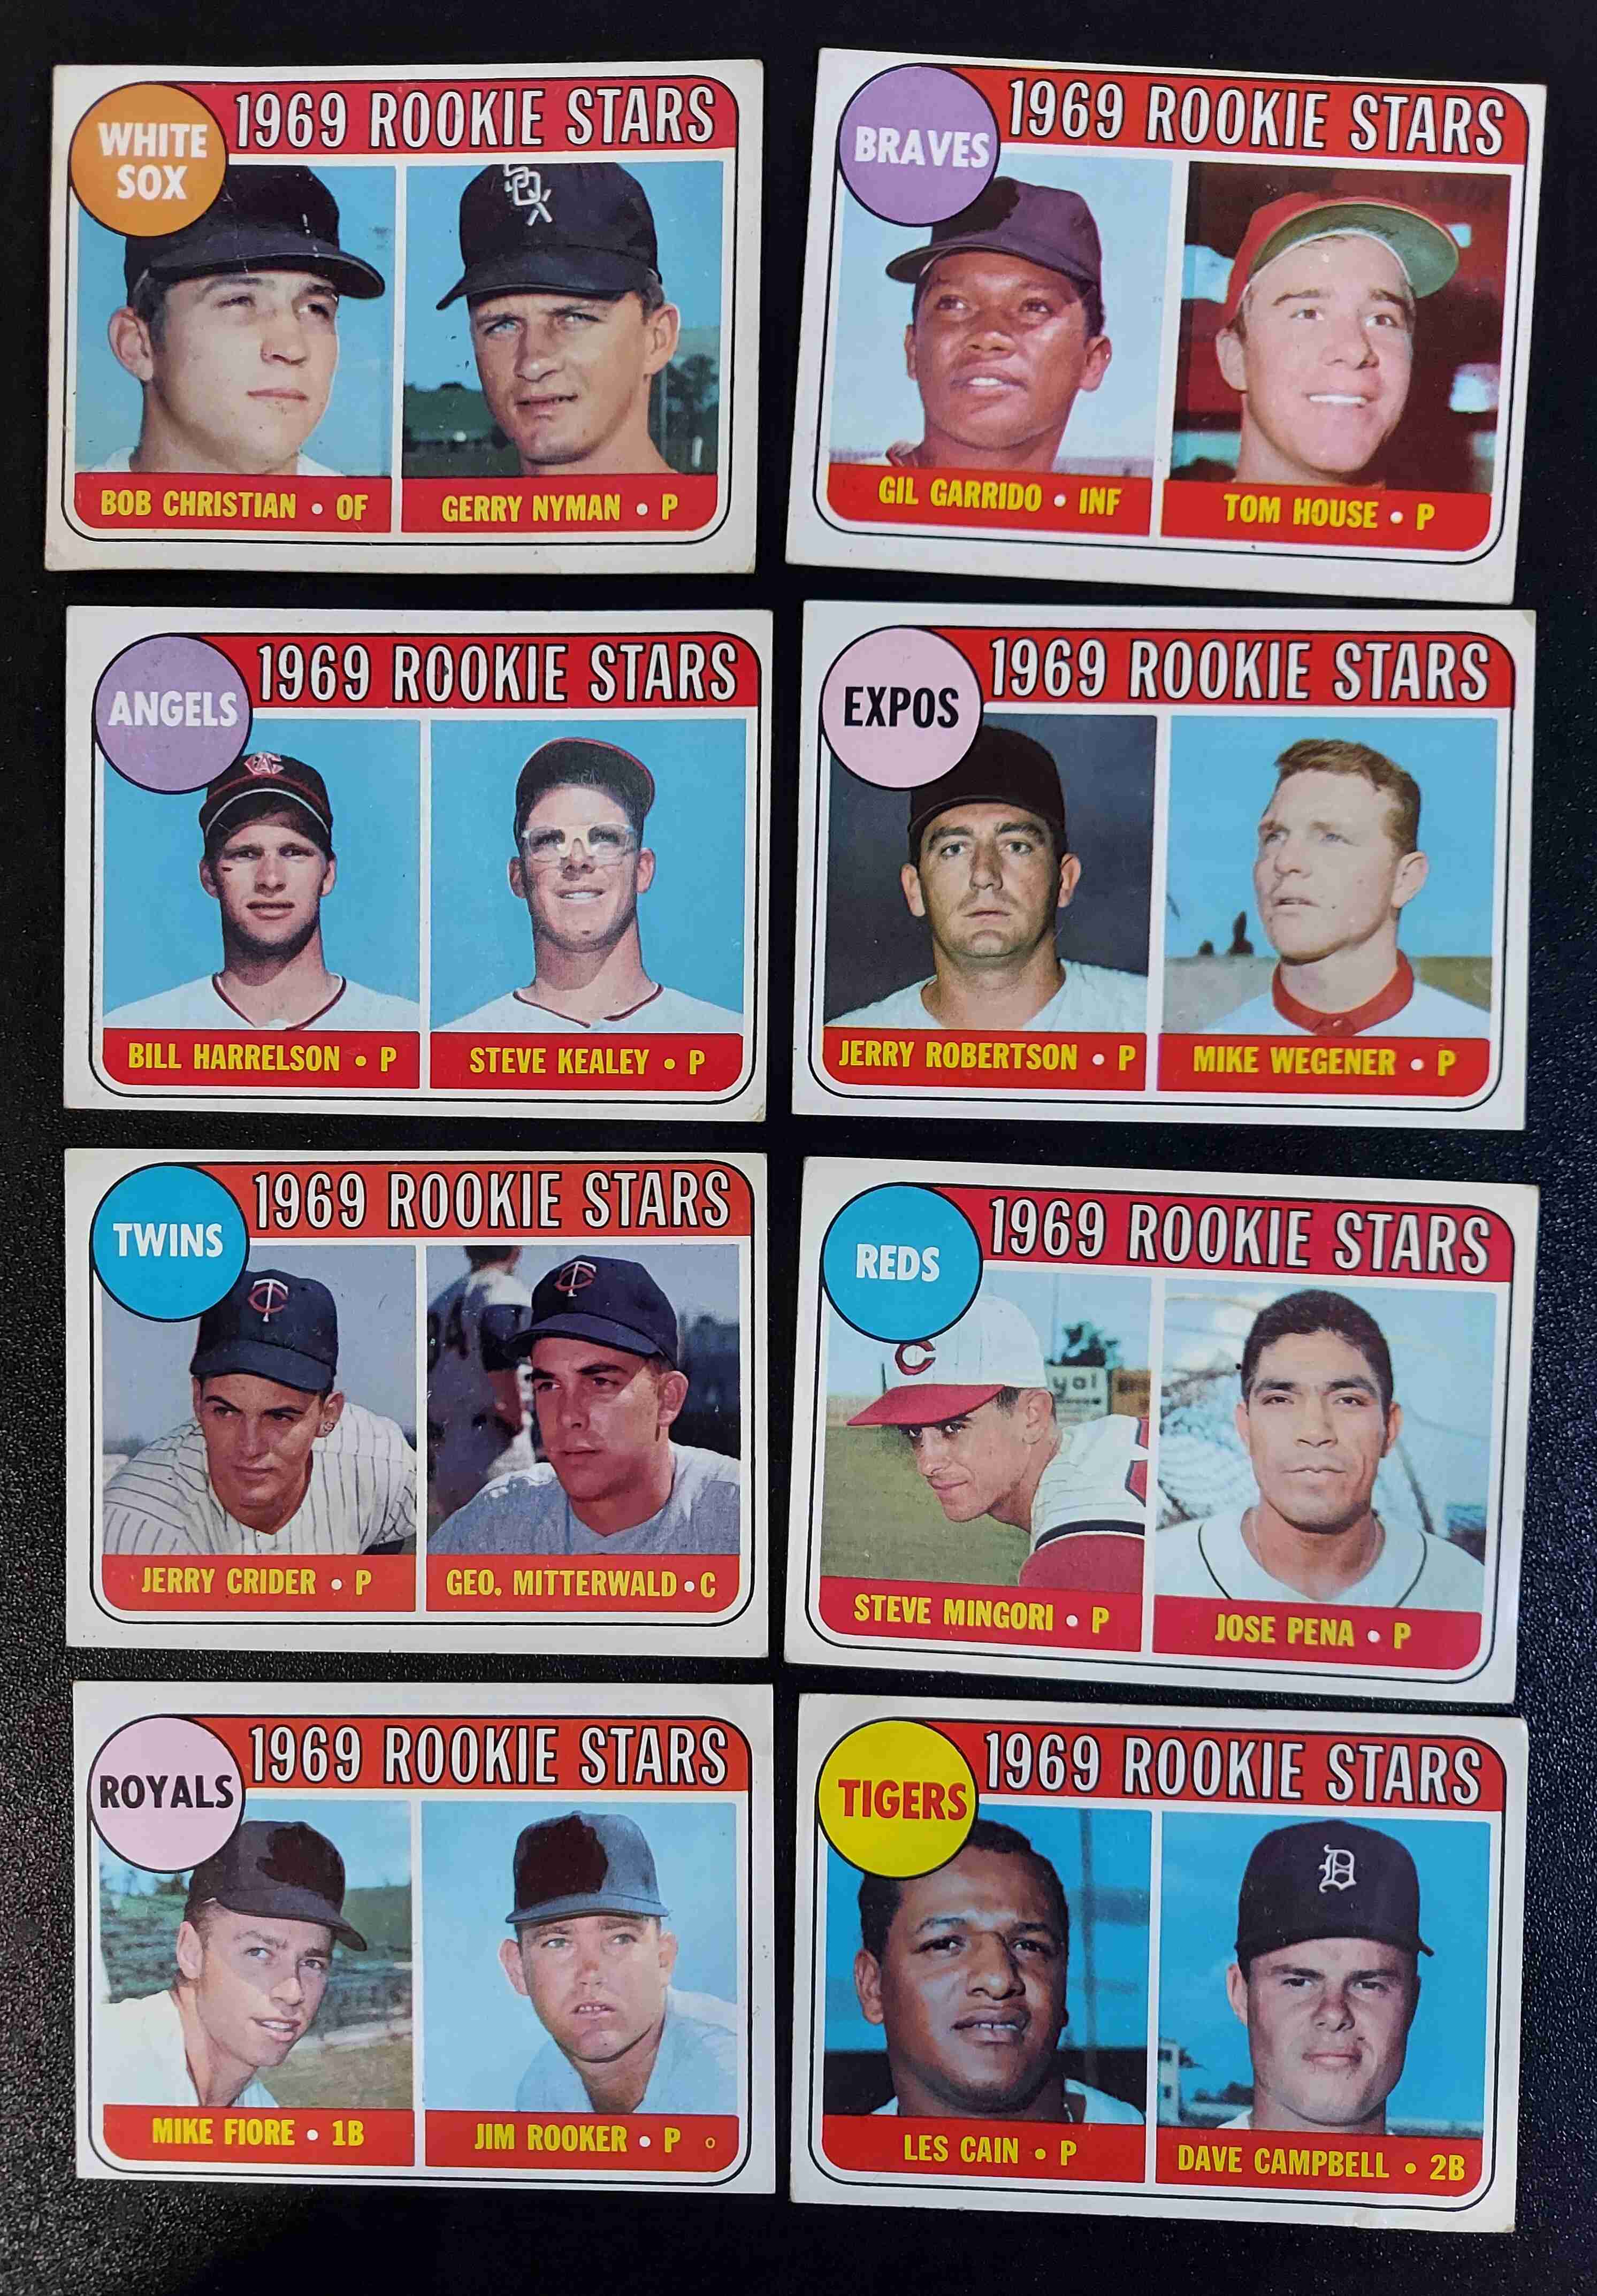 WHITE
SOX
1969 ROOKIE STARS
BOB CHRISTIAN • OF
GERRY NYMAN • P
BRAVES
1969 ROOKIE STARS
GIL GARRIDO • INF
TOM HOUSE • P
ANGELS
1969 ROOKIE STARS
BILL HARRELSON • P
STEVE KEALEY • P
EXPOS
1969 ROOKIE STARS
JERRY ROBERTSON • P
MIKE WEGENER • P
TWINS
1969 ROOKIE STARS
JERRY CRIDER • P
GEO. MITTERWALD • C
REDS
1969 ROOKIE STARS
STEVE MINGORI • P
JOSE PENA • P
ROYALS
1969 ROOKIE STARS
MIKE FIORE • 1B
JIM ROOKER • P
TIGERS
1969 ROOKIE STARS
LES CAIN • P
DAVE CAMPBELL • 2B